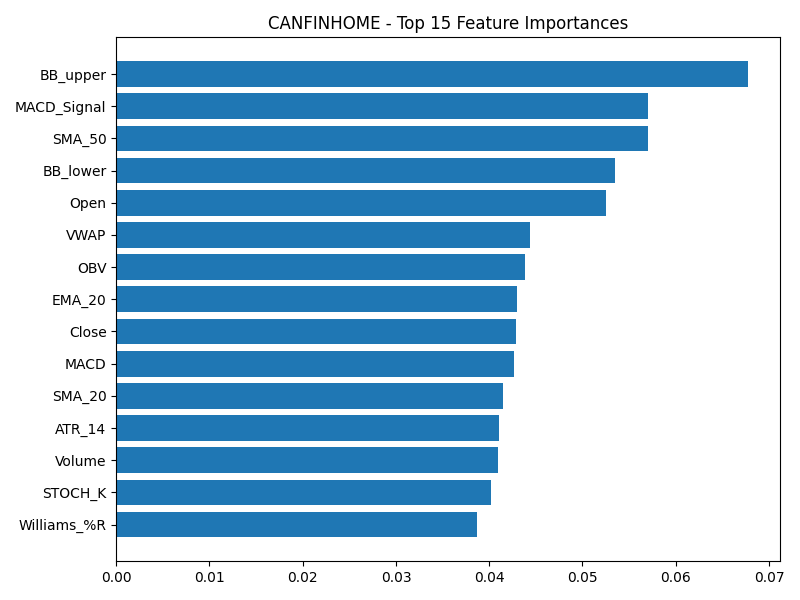 CANFINHOME - Top 15 Feature Importances
BB_upper
MACD_Signal
SMA_50
BB_lower
Open
VWAP
OBV
EMA_20
Close
MACD
SMA_20
ATR_14
Volume
STOCH_K
Williams_%R
0.00 0.01 0.02 0.03 0.04 0.05 0.06 0.07